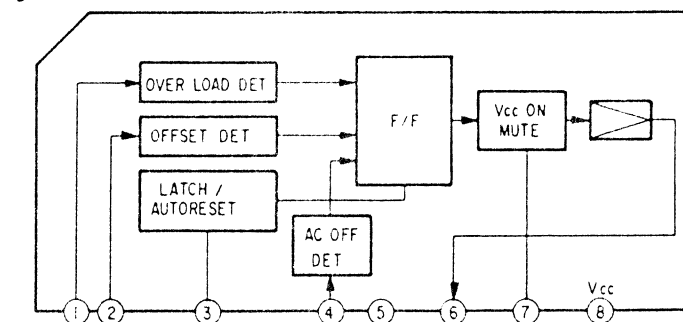 OVER LOAD DET
OFFSET DET
LATCH /
AUTORESET
AC OFF
DET
F/F
Vcc ON
MUTE
Vcc
1 2 3 4 5 6 7 8